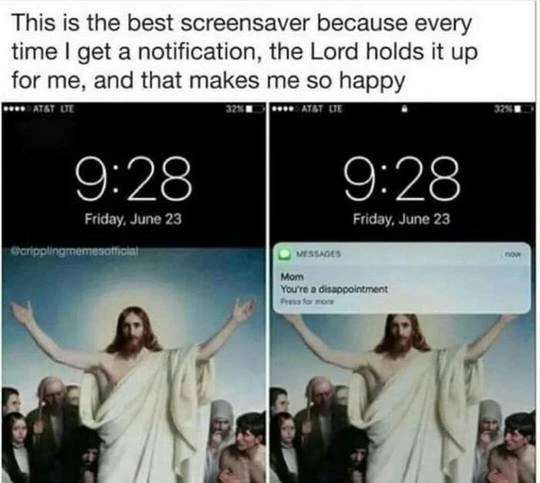 This is the best screensaver because every
time I get a notification, the Lord holds it up
for me, and that makes me so happy
AT&T LTE 32%
9:28
Friday, June 23
@cripplingmemesofficial
AT&T LTE 32%
9:28
Friday, June 23
MESSAGES now
Mom
You're a disappointment
Press for more